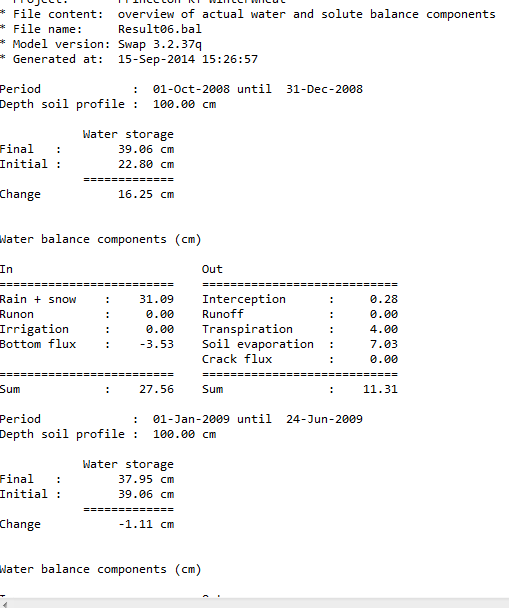 * File content:  overview of actual water and solute balance components
* File name:     Result06.bal
* Model version: Swap 3.2.37q
* Generated at:  15-Sep-2014 15:26:57
Period             :  01-Oct-2008 until  31-Dec-2008
Depth soil profile :  100.00 cm
Water storage
Final   :        39.06 cm
Initial :        22.80 cm
=============
Change           16.25 cm
Water balance components (cm)
In                         Out
=========================  ============================
Rain + snow    :    31.09  Interception      :     0.28
Runon          :     0.00  Runoff            :     0.00
Irrigation     :     0.00  Transpiration     :     4.00
Bottom flux    :    -3.53  Soil evaporation  :     7.03
Crack flux        :     0.00
=========================  ============================
Sum            :    27.56  Sum               :    11.31
Period             :  01-Jan-2009 until  24-Jun-2009
Depth soil profile :  100.00 cm
Water storage
Final   :        37.95 cm
Initial :        39.06 cm
=============
Change           -1.11 cm
Water balance components (cm)